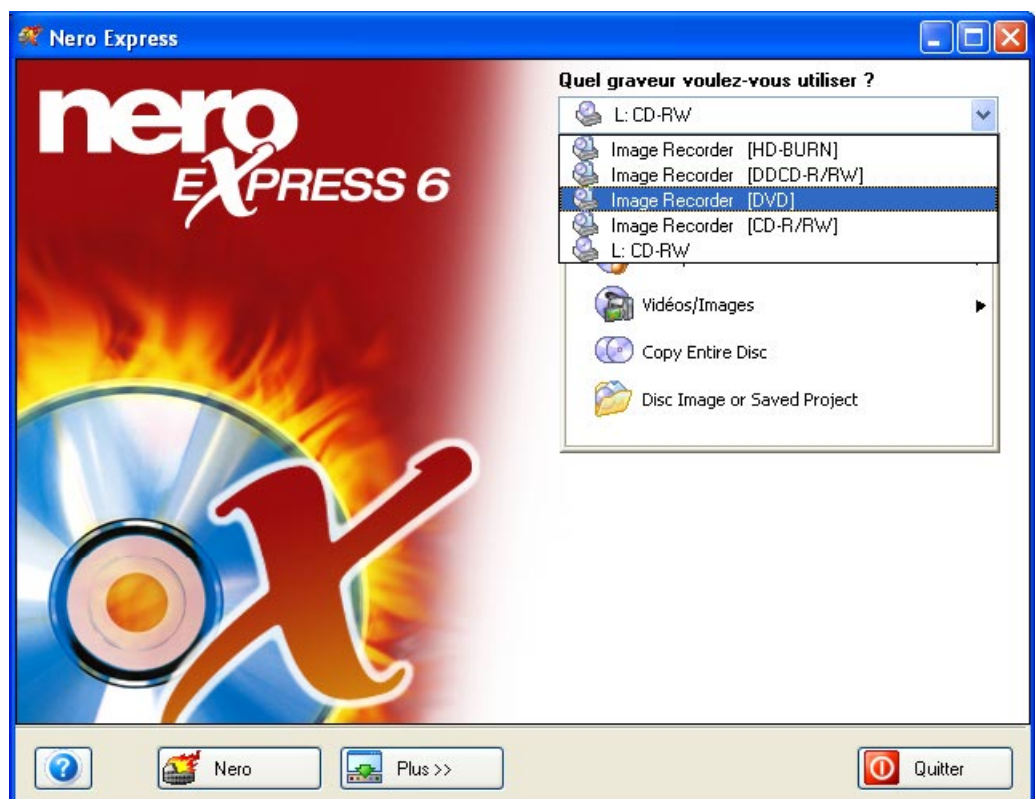 Nero Express
nero
EXPRESS 6
Quel graveur voulez-vous utiliser ?
L: CD-RW
Image Recorder [HD-BURN]
Image Recorder [DDCD-R/RW]
Image Recorder [DVD]
Image Recorder [CD-R/RW]
L: CD-RW
Vidéos/Images
Copy Entire Disc
Disc Image or Saved Project
Nero
Plus >>
Quitter